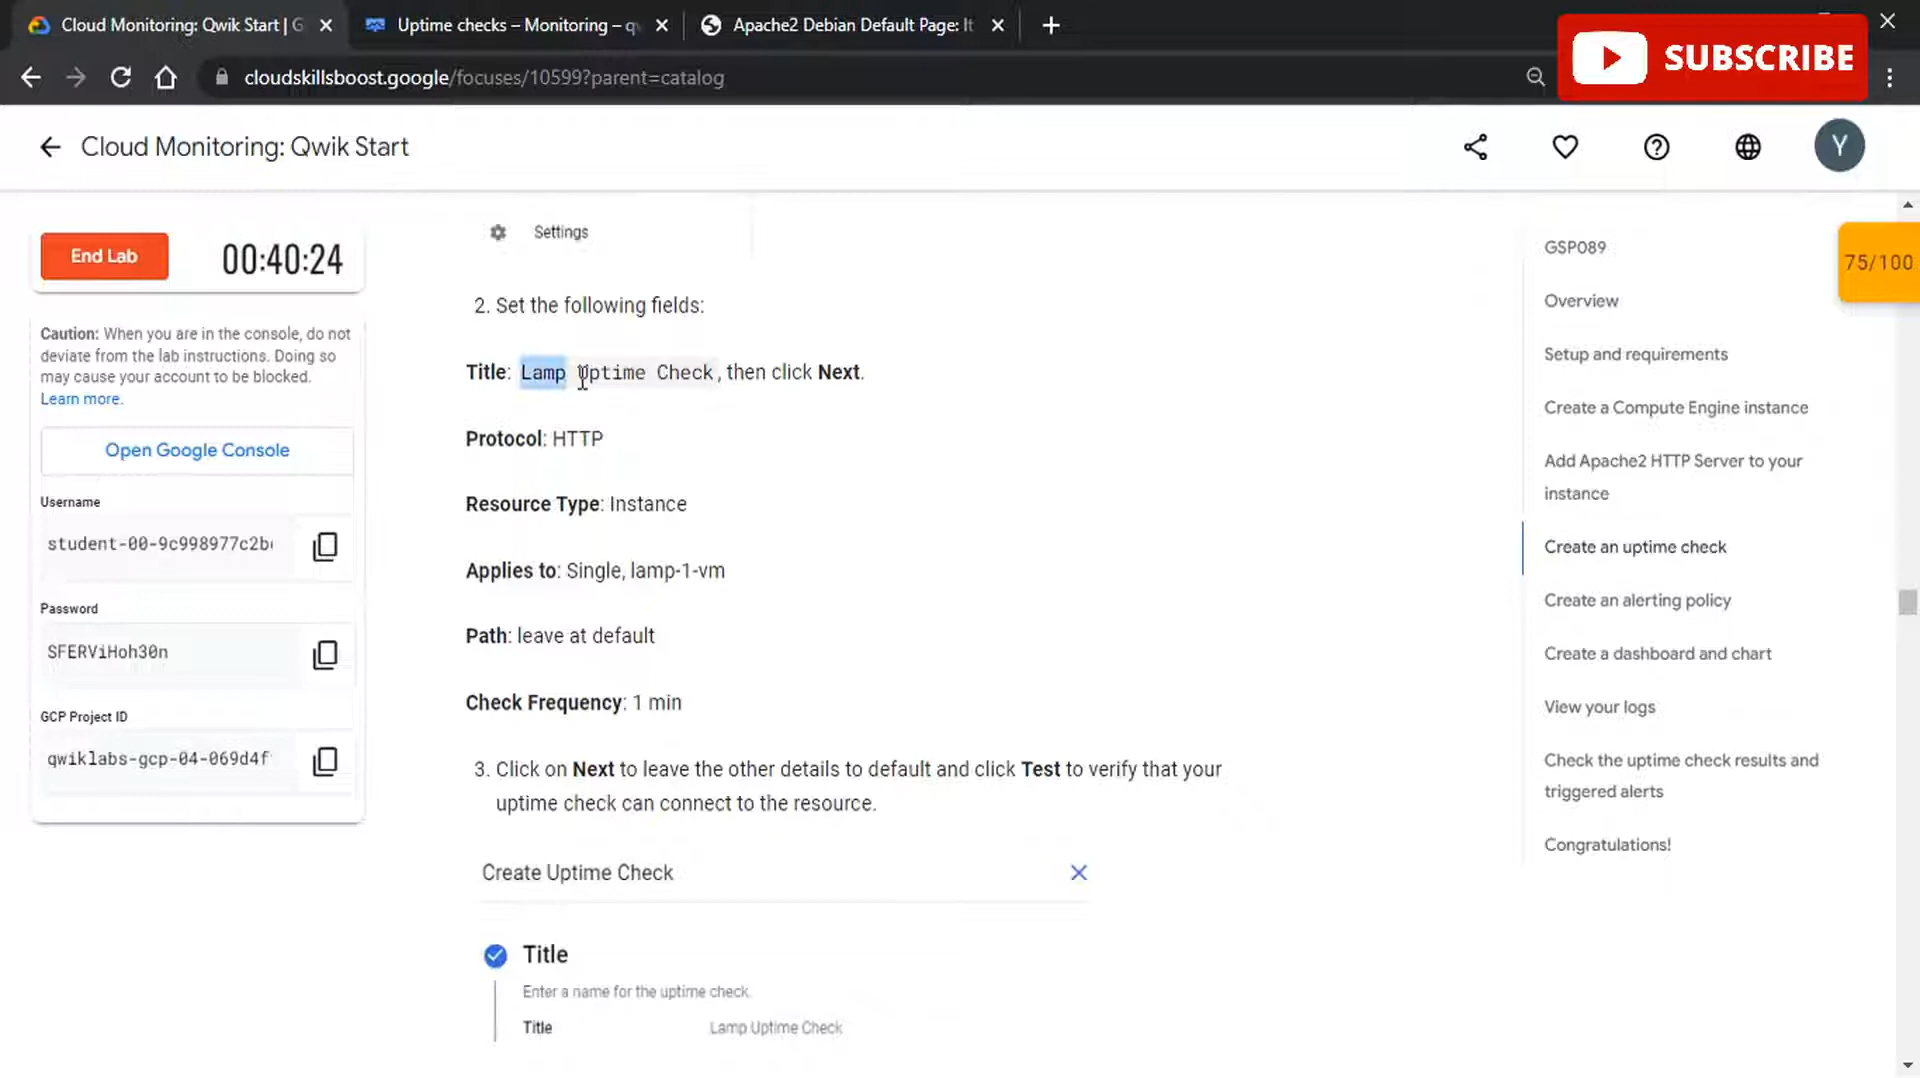 Cloud Monitoring: Qwik Start | G
Uptime checks – Monitoring – q
Apache2 Debian Default Page: It
SUBSCRIBE
cloudskillsboost.google/focuses/10599?parent=catalog
Cloud Monitoring: Qwik Start
Y
End Lab
00:40:24
Caution: When you are in the console, do not
deviate from the lab instructions. Doing so
may cause your account to be blocked.
Learn more.
Open Google Console
Username
student-00-9c998977c2b
Password
SFERViHoh30n
GCP Project ID
qwiklabs-gcp-04-069d4f
Settings
2. Set the following fields:
Title: Lamp Uptime Check, then click Next.
Protocol: HTTP
Resource Type: Instance
Applies to: Single, lamp-1-vm
Path: leave at default
Check Frequency: 1 min
3. Click on Next to leave the other details to default and click Test to verify that your
uptime check can connect to the resource.
Create Uptime Check
Title
Enter a name for the uptime check.
Title Lamp Uptime Check
GSP089
75/100
Overview
Setup and requirements
Create a Compute Engine instance
Add Apache2 HTTP Server to your
instance
Create an uptime check
Create an alerting policy
Create a dashboard and chart
View your logs
Check the uptime check results and
triggered alerts
Congratulations!